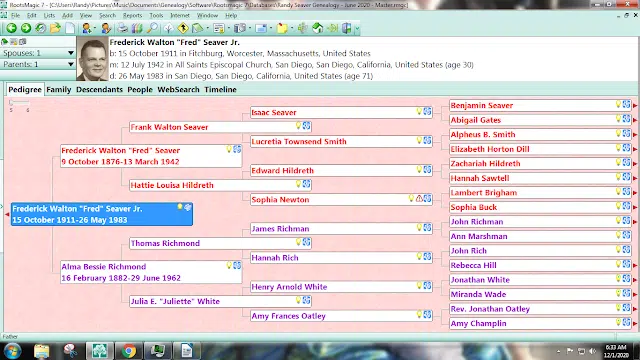 RootsMagic 7 - [C:\Users\Randy\Pictures\Music\Documents\Genealogy\Software\Rootsmagic 7\Databases\Randy Seaver Genealogy - June 2020 - Master.rmgc]
File Edit Lists Add Search Reports Tools Internet Window Help
Spouses: 1
Parents: 1
Frederick Walton "Fred" Seaver Jr.
b: 15 October 1911 in Fitchburg, Worcester, Massachusetts, United States
m: 12 July 1942 in All Saints Episcopal Church, San Diego, San Diego, California, United States (age 30)
d: 26 May 1983 in San Diego, San Diego, California, United States (age 71)
Pedigree Family Descendants People WebSearch Timeline
5 6
Benjamin Seaver
Isaac Seaver
Abigail Gates
Frank Walton Seaver
Alpheus B. Smith
Lucretia Townsend Smith
Elizabeth Horton Dill
Frederick Walton "Fred" Seaver
9 October 1876-13 March 1942
Zachariah Hildreth
Edward Hildreth
Hannah Sawtell
Hattie Louisa Hildreth
Lambert Brigham
Sophia Newton
Sophia Buck
Frederick Walton "Fred" Seaver Jr.
15 October 1911-26 May 1983
John Richman
James Richman
Ann Marshman
Thomas Richmond
John Rich
Hannah Rich
Rebecca Hill
Alma Bessie Richmond
16 February 1882-29 June 1962
Jonathan White
Henry Arnold White
Miranda Wade
Julia E. "Juliette" White
Rev. Jonathan Oatley
Amy Frances Oatley
Amy Champlin
Father
6:33 AM
12/1/2020